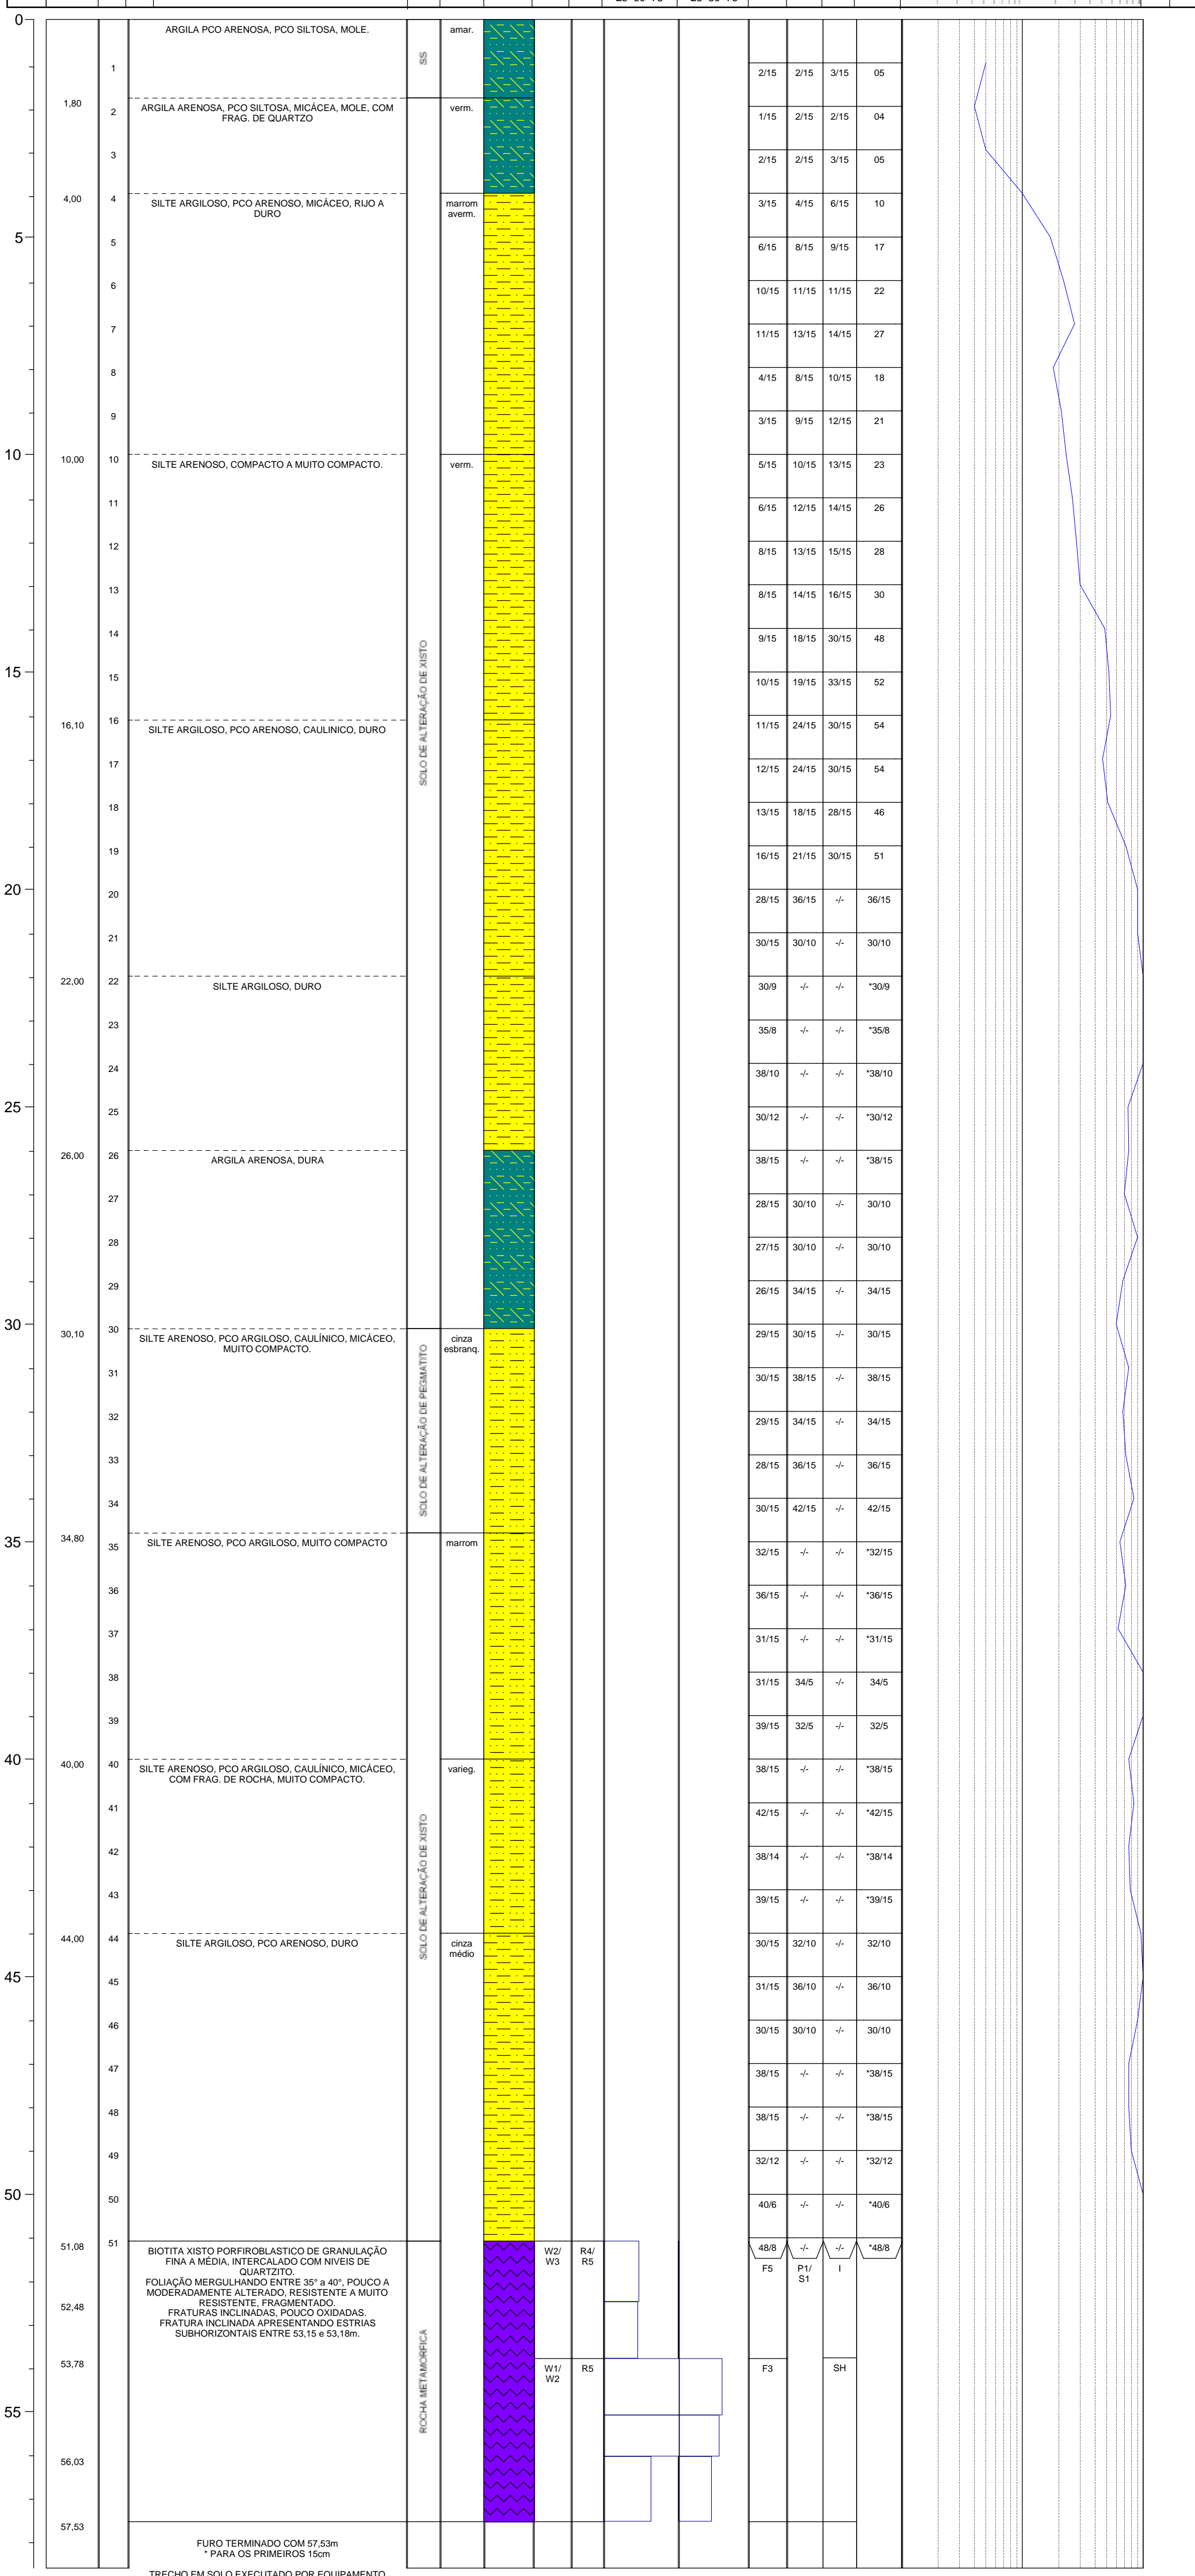 0
ARGILA PCO ARENOSA, PCO SILTOSA, MOLE.
SS
amar.
1
2/15 2/15 3/15 05
1,80
2
ARGILA ARENOSA, PCO SILTOSA, MICÁCEA, MOLE, COM
FRAG. DE QUARTZO
verm.
1/15 2/15 2/15 04
3
2/15 2/15 3/15 05
4,00
4
SILTE ARGILOSO, PCO ARENOSO, MICÁCEO, RIJO A
DURO
marrom
averm.
3/15 4/15 6/15 10
5
5
6/15 8/15 9/15 17
6
10/15 11/15 11/15 22
7
11/15 13/15 14/15 27
8
4/15 8/15 10/15 18
9
3/15 9/15 12/15 21
10
10,00
10
SILTE ARENOSO, COMPACTO A MUITO COMPACTO.
verm.
5/15 10/15 13/15 23
11
6/15 12/15 14/15 26
12
8/15 13/15 15/15 28
13
8/15 14/15 16/15 30
14
9/15 18/15 30/15 48
SOLO DE ALTERAÇÃO DE XISTO
15
15
10/15 19/15 33/15 52
16,10
16
SILTE ARGILOSO, PCO ARENOSO, CAULINICO, DURO
11/15 24/15 30/15 54
17
12/15 24/15 30/15 54
18
13/15 18/15 28/15 46
19
16/15 21/15 30/15 51
20
20
28/15 36/15 -/- 36/15
21
30/15 30/10 -/- 30/10
22,00
22
SILTE ARGILOSO, DURO
30/9 -/- -/- *30/9
23
35/8 -/- -/- *35/8
24
38/10 -/- -/- *38/10
25
25
30/12 -/- -/- *30/12
26,00
26
ARGILA ARENOSA, DURA
38/15 -/- -/- *38/15
27
28/15 30/10 -/- 30/10
28
27/15 30/10 -/- 30/10
29
26/15 34/15 -/- 34/15
30
30,10
30
SILTE ARENOSO, PCO ARGILOSO, CAULÍNICO, MICÁCEO,
MUITO COMPACTO.
SOLO DE ALTERAÇÃO DE PEGMATITO
cinza
esbranq.
29/15 30/15 -/- 30/15
31
30/15 38/15 -/- 38/15
32
29/15 34/15 -/- 34/15
33
28/15 36/15 -/- 36/15
34
30/15 42/15 -/- 42/15
35
34,80
35
SILTE ARENOSO, PCO ARGILOSO, MUITO COMPACTO
marrom
32/15 -/- -/- *32/15
36
36/15 -/- -/- *36/15
37
31/15 -/- -/- *31/15
38
31/15 34/5 -/- 34/5
39
39/15 32/5 -/- 32/5
40
40,00
40
SILTE ARENOSO, PCO ARGILOSO, CAULÍNICO, MICÁCEO,
COM FRAG. DE ROCHA, MUITO COMPACTO.
varieg.
38/15 -/- -/- *38/15
41
42/15 -/- -/- *42/15
42
38/14 -/- -/- *38/14
SOLO DE ALTERAÇÃO DE XISTO
43
39/15 -/- -/- *39/15
44,00
44
SILTE ARGILOSO, PCO ARENOSO, DURO
cinza
médio
30/15 32/10 -/- 32/10
45
45
31/15 36/10 -/- 36/10
46
30/15 30/10 -/- 30/10
47
38/15 -/- -/- *38/15
48
38/15 -/- -/- *38/15
49
32/12 -/- -/- *32/12
50
50
40/6 -/- -/- *40/6
51,08
51
48/8 -/- -/- *48/8
BIOTITA XISTO PORFIROBLASTICO DE GRANULAÇÃO
FINA A MÉDIA, INTERCALADO COM NIVEIS DE
QUARTZITO.
FOLIAÇÃO MERGULHANDO ENTRE 35° a 40°, POUCO A
MODERADAMENTE ALTERADO, RESISTENTE A MUITO
RESISTENTE, FRAGMENTADO.
FRATURAS INCLINADAS, POUCO OXIDADAS.
FRATURA INCLINADA APRESENTANDO ESTRIAS
SUBHORIZONTAIS ENTRE 53,15 e 53,18m.
ROCHA METAMORFICA
W2/
W3
R4/
R5
F5
P1/
S1
I
52,48
53,78
W1/
W2
R5
F3
SH
55
56,03
57,53
FURO TERMINADO COM 57,53m
* PARA OS PRIMEIROS 15cm
TRECHO EM SOLO EXECUTADO POR EQUIPAMENTO